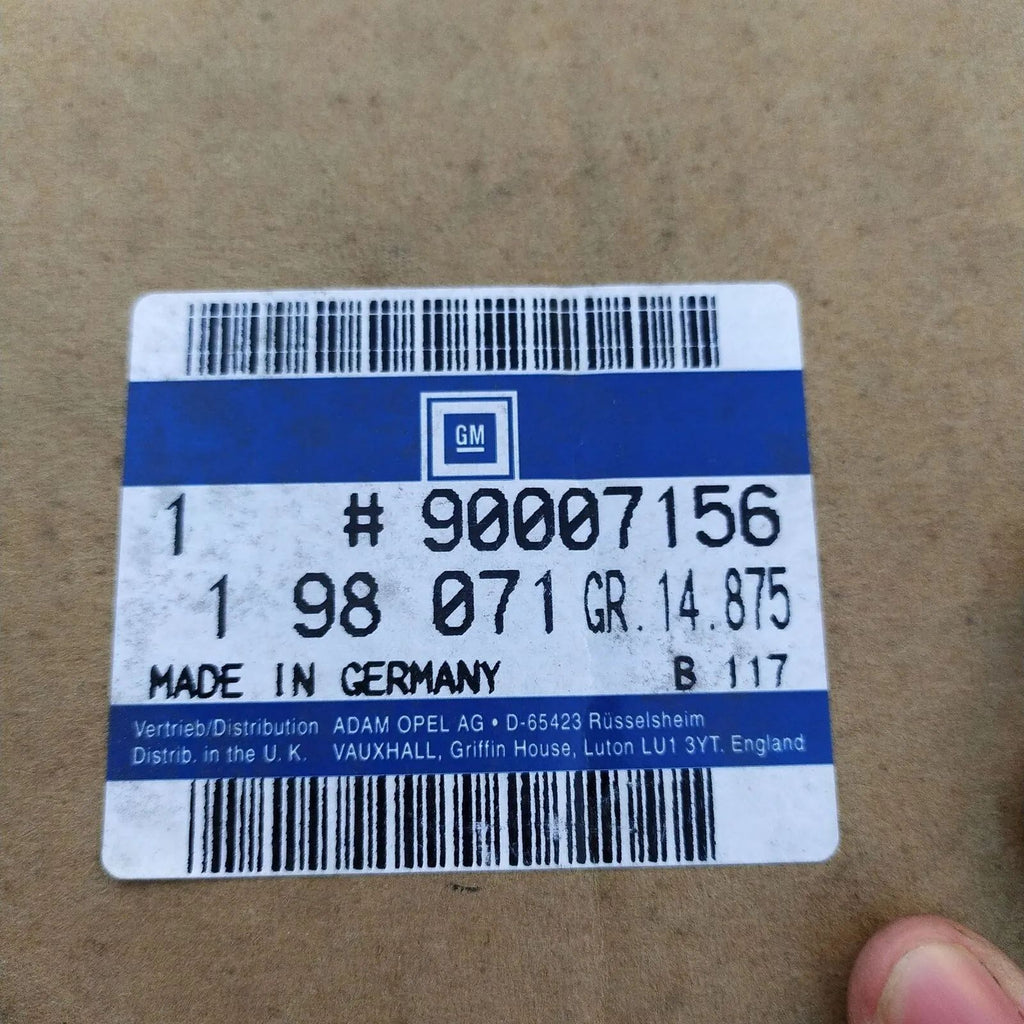 GM
1 # 90007156
1 98 071 GR. 14.875
MADE IN GERMANY B 117
Vertrieb/Distribution ADAM OPEL AG • D-65423 Rüsselsheim
Distrib. in the U. K. VAUXHALL, Griffin House, Luton LU1 3YT. England